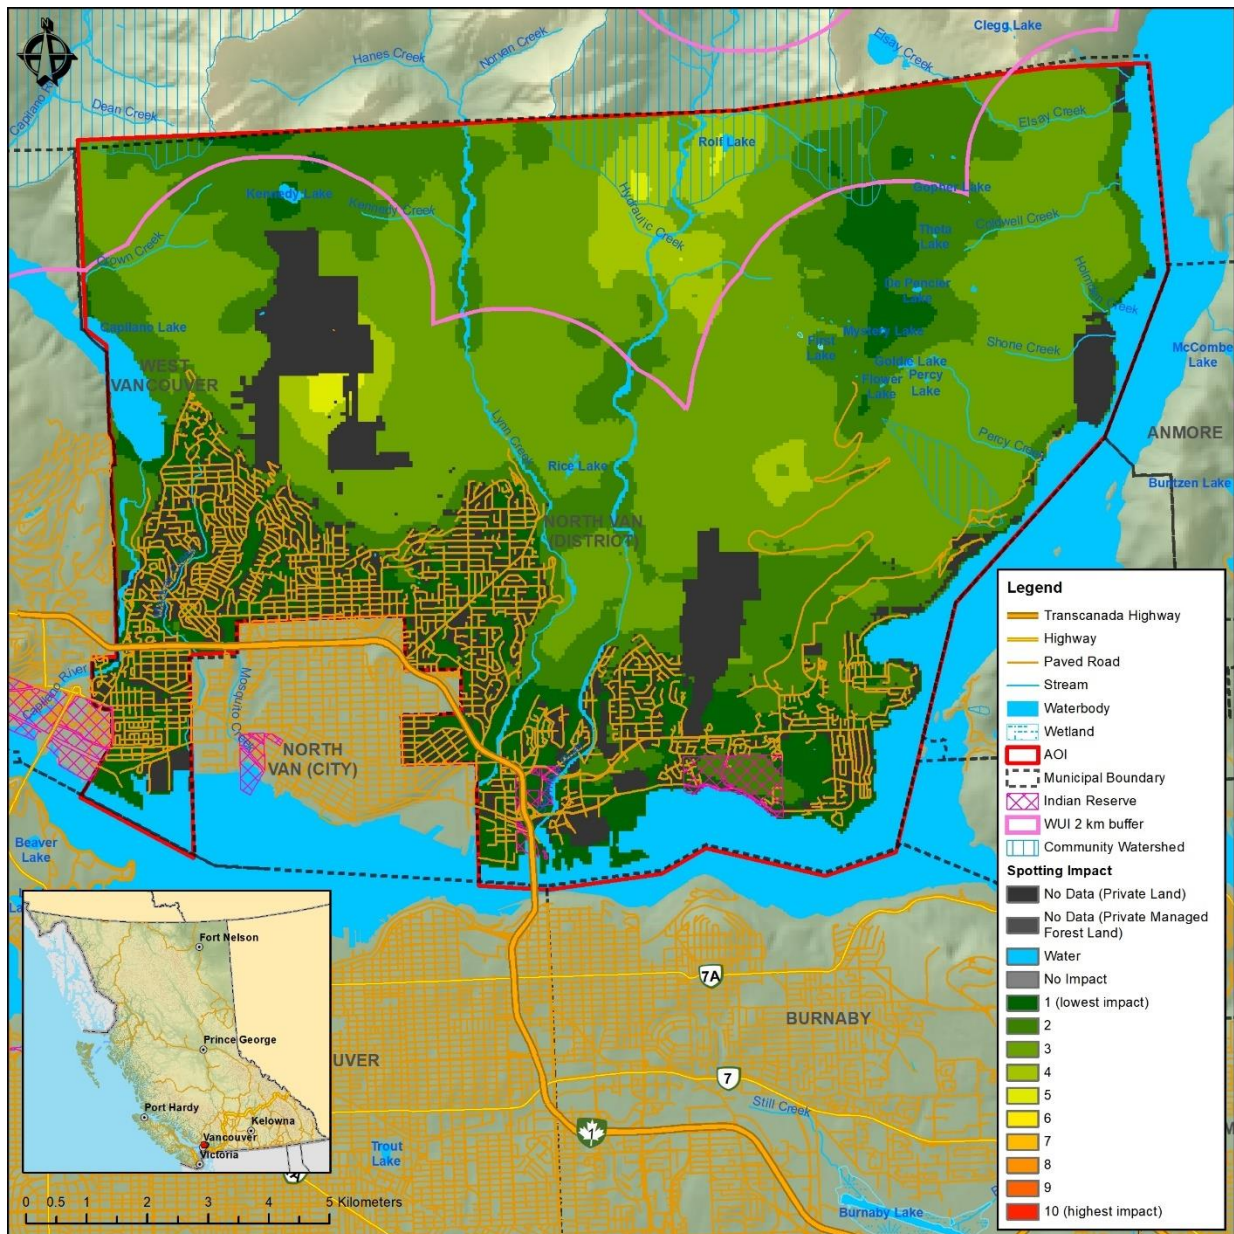 N
Clegg Lake
Elsay Creek
Hanes Creek
Norvan Creek
Dean Creek
Elsay Creek
Rolf Lake
Kennedy Lake
Kennedy Creek
Hydraulic Creek
Gopher Lake
Coldwell Creek
Theta
Lake
Crown Creek
De Pencier
Lake
Holmden Creek
Capilano Lake
Mystery Lake
First
Lake
Shone Creek
McCombe
Lake
WEST
VANCOUVER
Goldie Lake
Flower
Lake
Percy
Lake
Lynn Creek
ANMORE
Percy Creek
Rice Lake
Buntzen Lake
NORTH VAN
(DISTRICT)
Capilano River
Mosquito Creek
NORTH
VAN (CITY)
Beaver
Lake
Legend
Transcanada Highway
Highway
Paved Road
Stream
Waterbody
Wetland
AOI
Municipal Boundary
Indian Reserve
WUI 2 km buffer
Community Watershed
Spotting Impact
No Data (Private Land)
No Data (Private Managed
Forest Land)
Water
No Impact
1 (lowest impact)
2
3
4
5
6
7
8
9
10 (highest impact)
Fort Nelson
Prince George
Port Hardy
Kelowna
Vancouver
Victoria
7A
BURNABY
UVER
7
Still Creek
1
Trout
Lake
Burnaby Lake
0 0.5 1 2 3 4 5 Kilometers